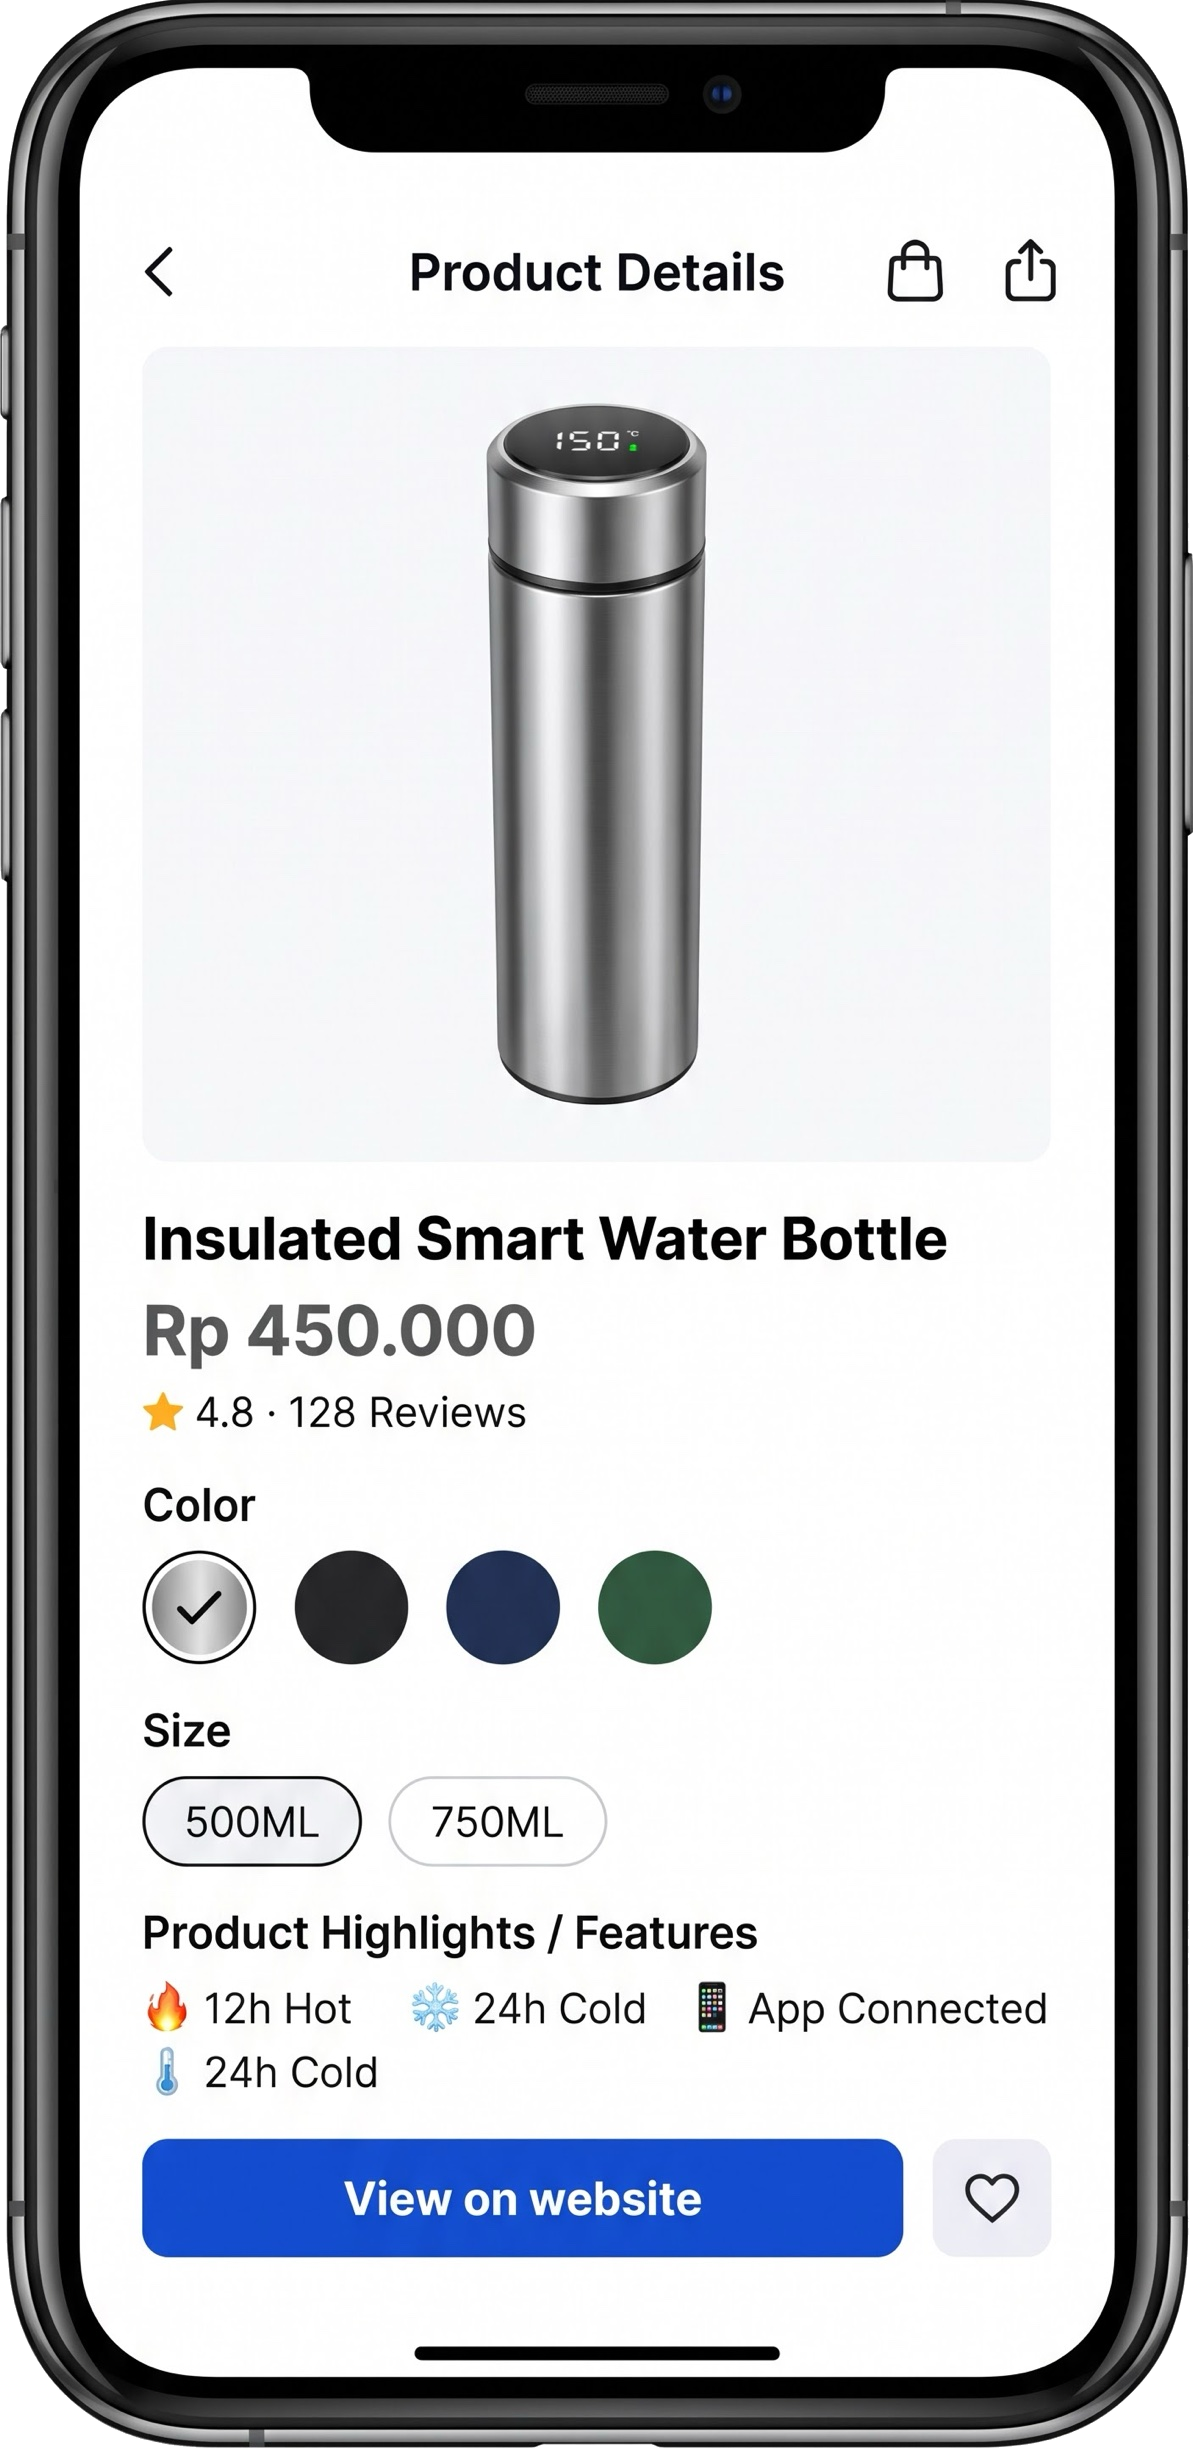 Product Details
150 °C
Insulated Smart Water Bottle
Rp 450.000
4.8 · 128 Reviews
Color
Size
500ML 750ML
Product Highlights / Features
🔥 12h Hot ❄️ 24h Cold 📱 App Connected
🌡️ 24h Cold
View on website